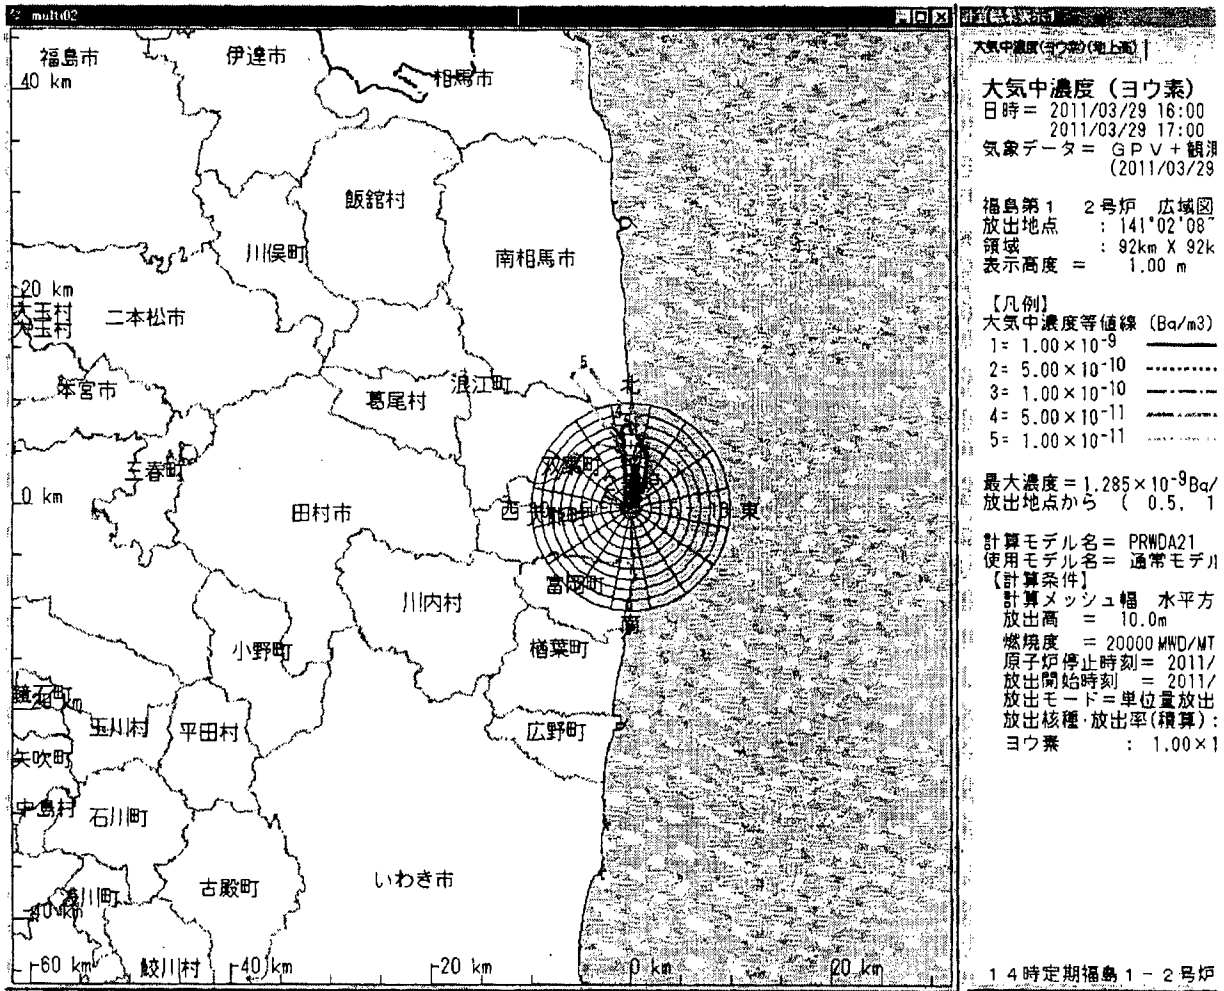 multi02
計算結果表示1
大気中濃度(ヨウ素)(地上高)
福島市
伊達市
相馬市
40 km
飯舘村
川俣町
南相馬市
20 km
大玉村
大玉村
二本松市
5
北
本宮市
浪江町
葛尾村
双葉町
三春町
0 km
田村市
西
東
富岡町
川内村
南
小野町
楢葉町
鏡石町
玉川村
平田村
広野町
矢吹町
中島村
石川町
浅川町
古殿町
いわき市
-40 km
鮫川村
-60 km
-40 km
-20 km
0 km
20 km
大気中濃度(ヨウ素)
日時= 2011/03/29 16:00
2011/03/29 17:00
気象データ= GPV+観測
(2011/03/29
福島第1 2号炉 広域図
放出地点 : 141°02'08"
領域 : 92km X 92k
表示高度 = 1.00 m
【凡例】
大気中濃度等値線 (Bq/m3)
1= 1.00×10-9
2= 5.00×10-10
3= 1.00×10-10
4= 5.00×10-11
5= 1.00×10-11
最大濃度=1.285×10-9Bq/
放出地点から ( 0.5, 1
計算モデル名= PRWDA21
使用モデル名= 通常モデル
【計算条件】
計算メッシュ幅 水平方
放出高 = 10.0m
燃焼度 = 20000MWD/MT
原子炉停止時刻= 2011/
放出開始時刻 = 2011/
放出モード=単位量放出
放出核種・放出率(積算):
ヨウ素 : 1.00×1
14時定期福島1-2号炉